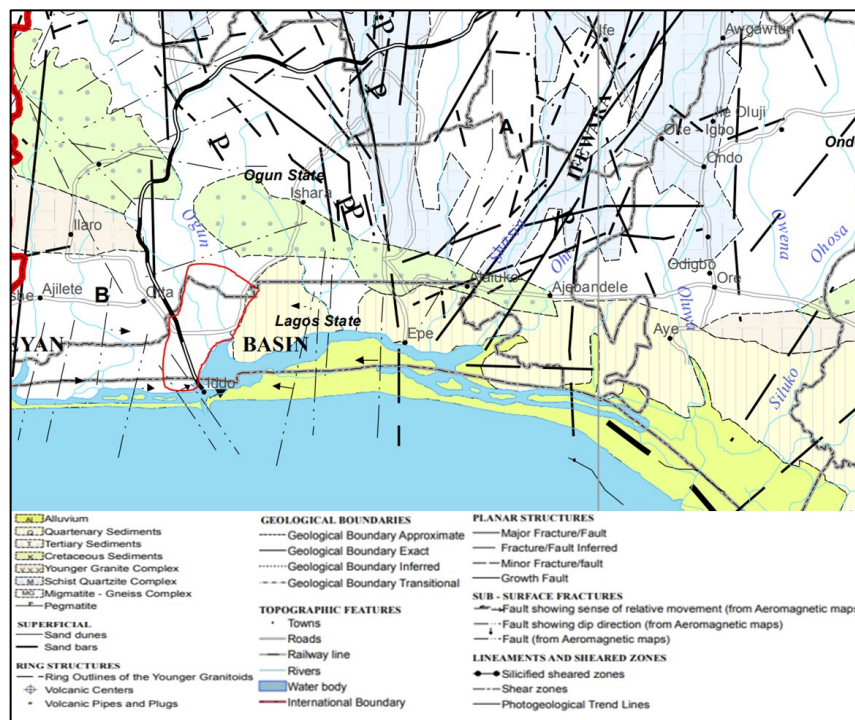 Ife
Awgawtun
P
P
P
A
IFEWARA
Ile Oluji
Oke - Igbo
Ondo
Ond
P
Ogun State
Ishara
P
P
P
P
Ogun
Ilaro
Shasha
Oni
Owena
Ohosa
Odigbo
Ore
Ajilete
B
Otta
Ajebandele
Oluwa
Lagos State
Epe
Aye
EYAN
BASIN
Iddo
Siluko
Alluvium
Quartenary Sediments
Tertiary Sediments
Cretaceous Sediments
Younger Granite Complex
Schist Quartzite Complex
MG Migmatite - Gneiss Complex
Pegmatite
SUPERFICIAL
Sand dunes
Sand bars
RING STRUCTURES
Ring Outlines of the Younger Granitoids
Volcanic Centers
Volcanic Pipes and Plugs
GEOLOGICAL BOUNDARIES
Geological Boundary Approximate
Geological Boundary Exact
Geological Boundary Inferred
Geological Boundary Transitional
TOPOGRAPHIC FEATURES
Towns
Roads
Railway line
Rivers
Water body
International Boundary
PLANAR STRUCTURES
Major Fracture/Fault
Fracture/Fault Inferred
Minor Fracture/fault
Growth Fault
SUB - SURFACE FRACTURES
Fault showing sense of relative movement (from Aeromagnetic maps
Fault showing dip direction (from Aeromagnetic maps)
Fault (from Aeromagnetic maps)
LINEAMENTS AND SHEARED ZONES
Silicified sheared zones
Shear zones
Photogeological Trend Lines